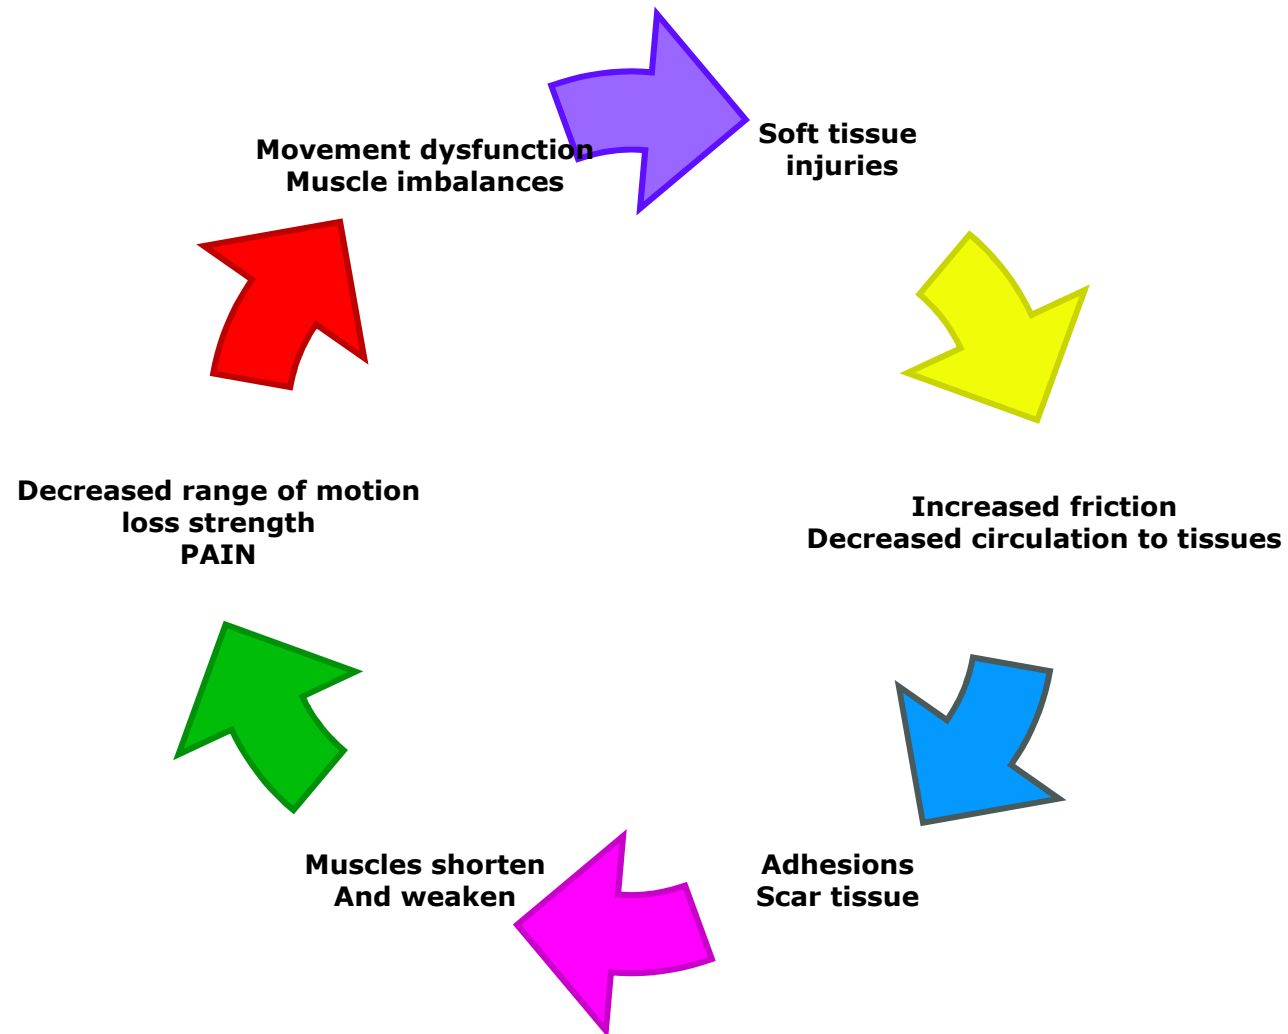 Movement dysfunction
Muscle imbalances
Soft tissue
injuries
Increased friction
Decreased circulation to tissues
Adhesions
Scar tissue
Muscles shorten
And weaken
Decreased range of motion
loss strength
PAIN